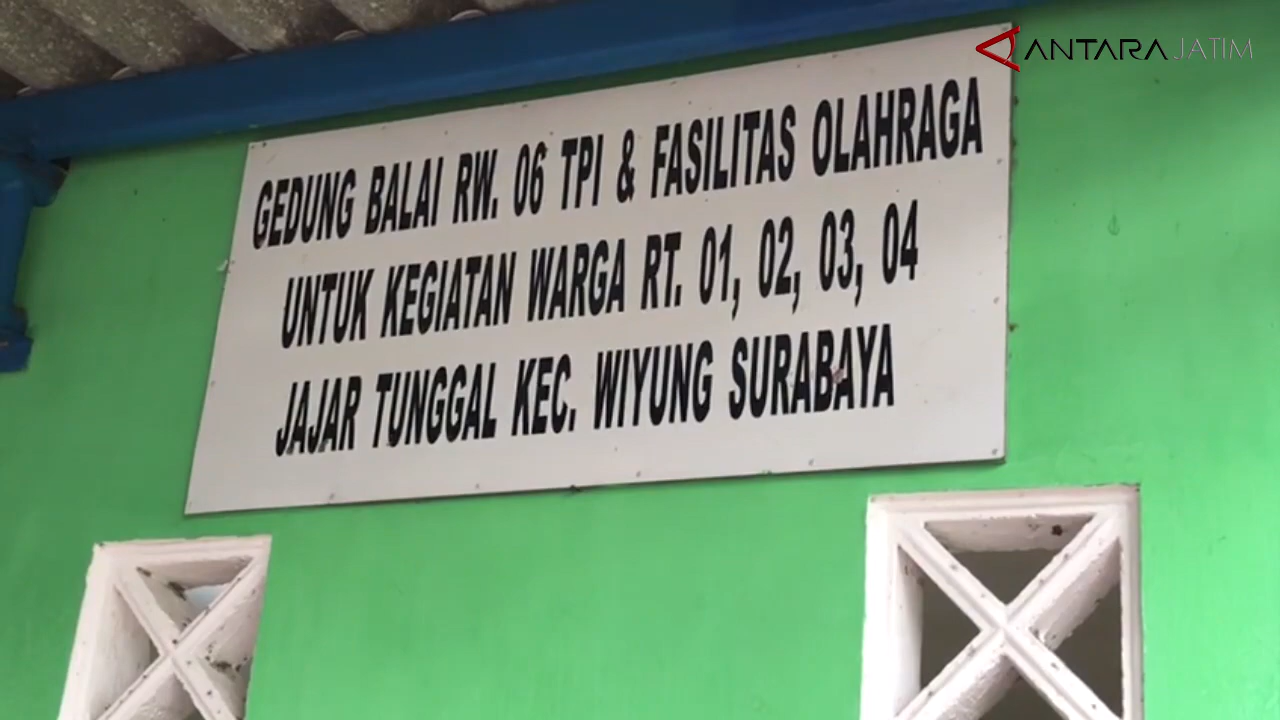 ANTARA JATIM
GEDUNG BALAI RW. 06 TPI & FASILITAS OLAHRAGA
UNTUK KEGIATAN WARGA RT. 01, 02, 03, 04
JAJAR TUNGGAL KEC. WIYUNG SURABAYA